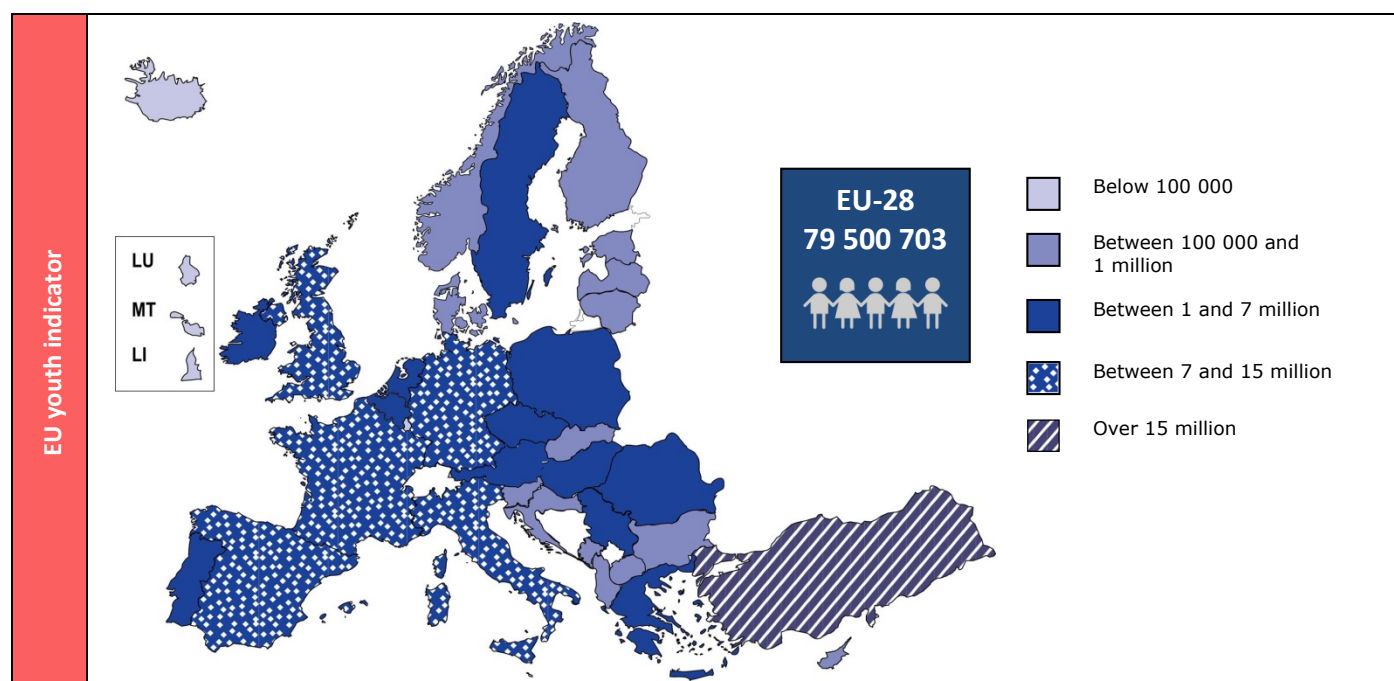 EU youth indicator
LU
MT
LI
EU-28
79 500 703
Below 100 000
Between 100 000 and
1 million
Between 1 and 7 million
Between 7 and 15 million
Over 15 million